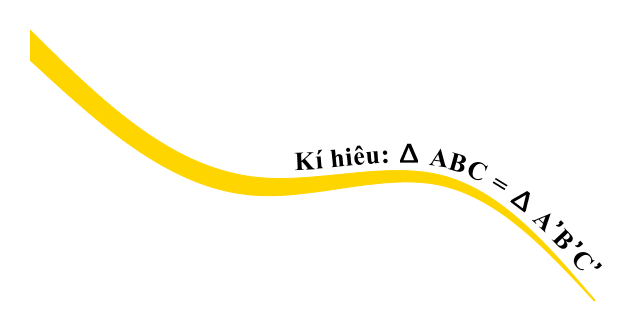 Kí hiêu: Δ ABC = Δ A’B’C’